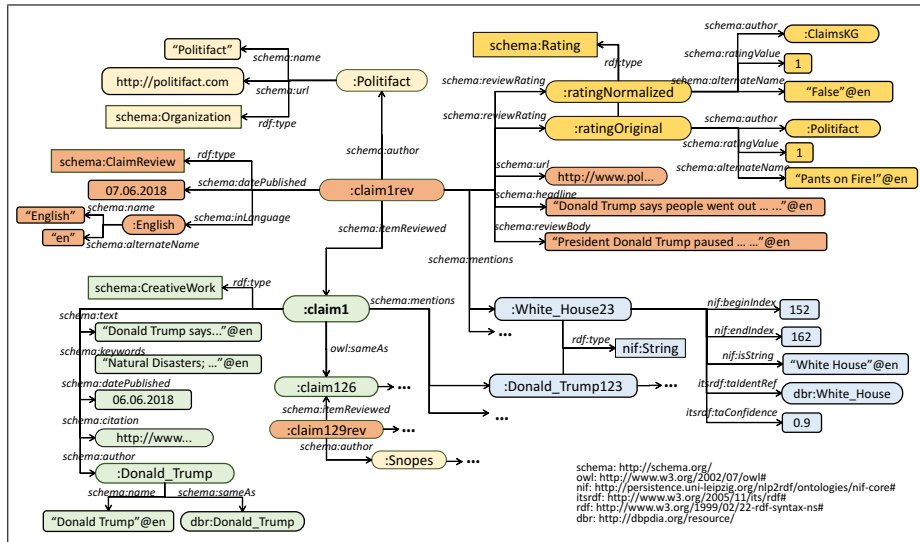 "Politifact"
schema:name
http://politifact.com
schema:url
:Politifact
schema:Organization
rdf:type
schema:author
schema:Rating
rdf:type
schema:author
:ClaimsKG
schema:ratingValue
1
schema:reviewRating
schema:alternateName
:ratingNormalized
"False"@en
schema:reviewRating
:ratingOriginal
:Politifact
schema:ratingValue
1
schema:alternateName
"Pants on Fire!"@en
schema:ClaimReview
rdf:type
07.06.2018
schema:datePublished
:claim1rev
schema:url
http://www.pol...
schema:headline
"Donald Trump says people went out ... ..."@en
schema:reviewBody
"President Donald Trump paused ... ..."@en
schema:name
"English"
:English
schema:inLanguage
"en"
schema:alternateName
schema:itemReviewed
schema:mentions
schema:CreativeWork
rdf:type
:claim1
schema:mentions
schema:text
"Donald Trump says..."@en
schema:keywords
"Natural Disasters; ..."@en
schema:datePublished
06.06.2018
schema:citation
http://www...
schema:author
:Donald_Trump
schema:name
schema:sameAs
"Donald Trump"@en
dbr:Donald_Trump
owl:sameAs
:claim126
...
schema:itemReviewed
:claim129rev
...
schema:author
:Snopes
...
:White_House23
...
rdf:type
nif:String
:Donald_Trump123
...
...
nif:beginIndex
152
nif:endIndex
162
nif:isString
"White House"@en
itsrdf:taIdentRef
dbr:White_House
itsrdf:taConfidence
0.9
schema: http://schema.org/
owl: http://www.w3.org/2002/07/owl#
nif: http://persistence.uni-leipzig.org/nlp2rdf/ontologies/nif-core#
itsrdf: http://www.w3.org/2005/11/its/rdf#
rdf: http://www.w3.org/1999/02/22-rdf-syntax-ns#
dbr: http://dbpdia.org/resource/